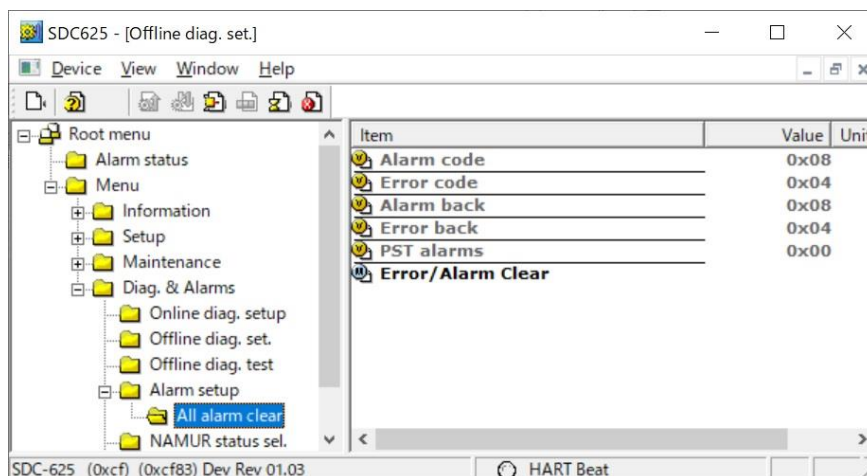 SDC625 - [Offline diag. set.]
Device View Window Help
Root menu
Alarm status
Menu
Information
Setup
Maintenance
Diag. & Alarms
Online diag. setup
Offline diag. set.
Offline diag. test
Alarm setup
All alarm clear
NAMUR status sel.
Item Value Uni
Alarm code 0x08
Error code 0x04
Alarm back 0x08
Error back 0x04
PST alarms 0x00
Error/Alarm Clear
SDC-625 (0xcf) (0xcf83) Dev Rev 01.03 HART Beat